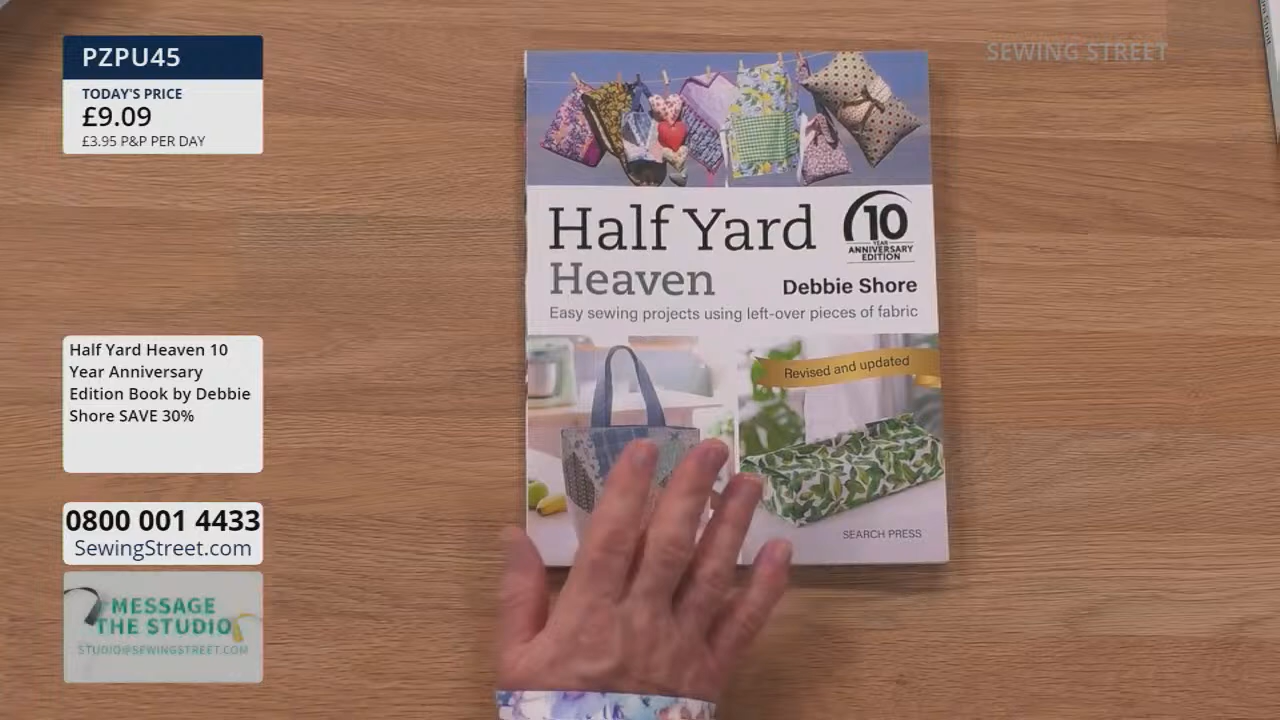 PZPU45
TODAY'S PRICE
£9.09
£3.95 P&P PER DAY
Half Yard Heaven 10
Year Anniversary
Edition Book by Debbie
Shore SAVE 30%
0800 001 4433
SewingStreet.com
MESSAGE
THE STUDIO
STUDIO@SEWINGSTREET.COM
SEWING STREET
Half Yard
Heaven
10
YEAR
ANNIVERSARY
EDITION
Debbie Shore
Easy sewing projects using left-over pieces of fabric
Revised and updated
SEARCH PRESS